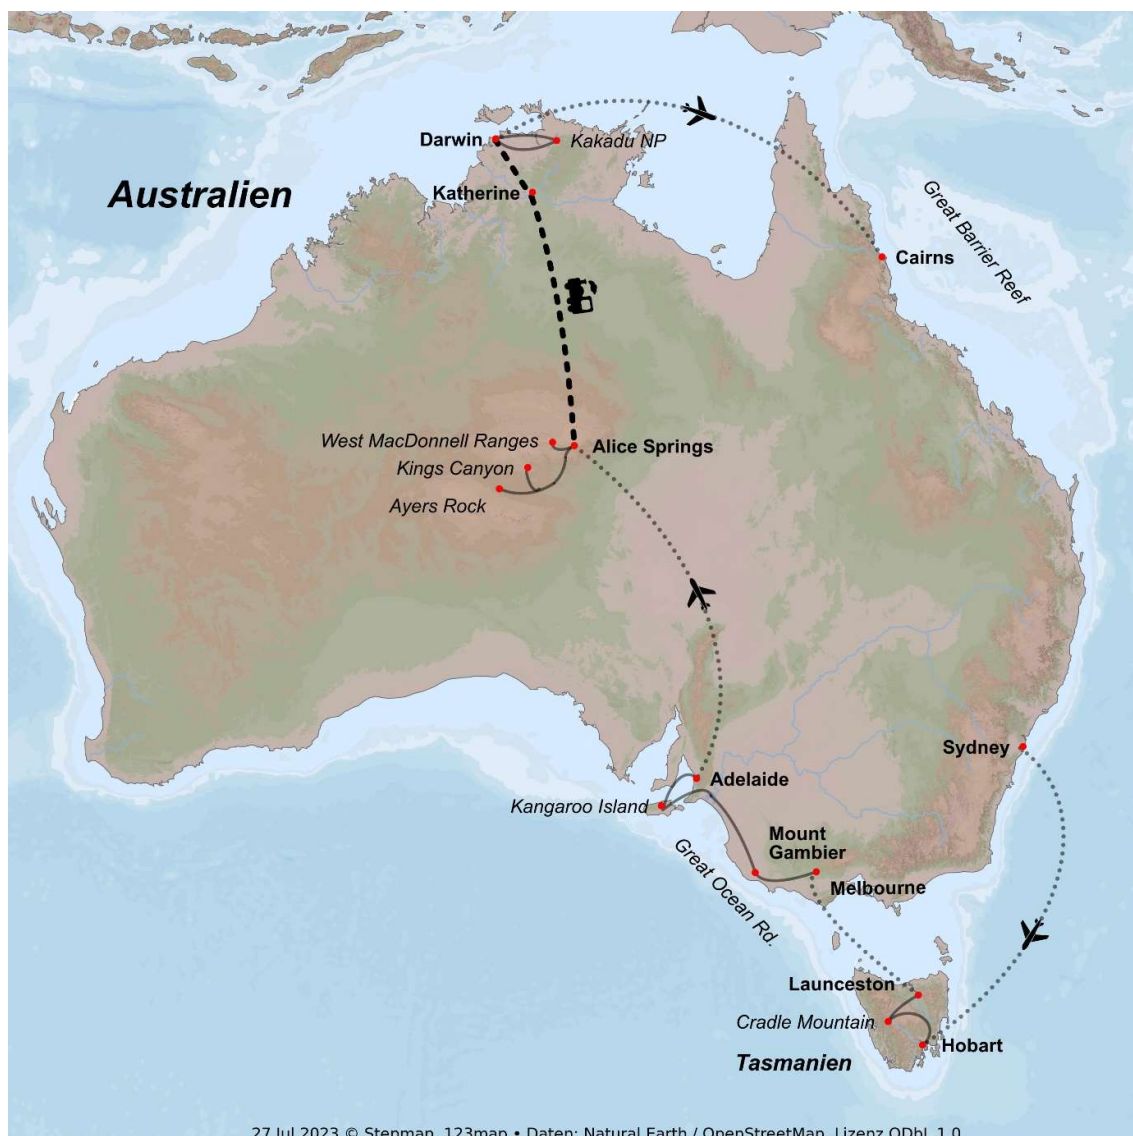 Darwin
Kakadu NP
Australien
Katherine
Great Barrier Reef
Cairns
West MacDonnell Ranges
Alice Springs
Kings Canyon
Ayers Rock
Sydney
Adelaide
Kangaroo Island
Mount
Gambier
Great Ocean Rd.
Melbourne
Launceston
Cradle Mountain
Hobart
Tasmanien
27 Jul 2023 © Stepmap, 123map • Daten: Natural Earth / OpenStreetMap, Lizenz ODbL 1.0